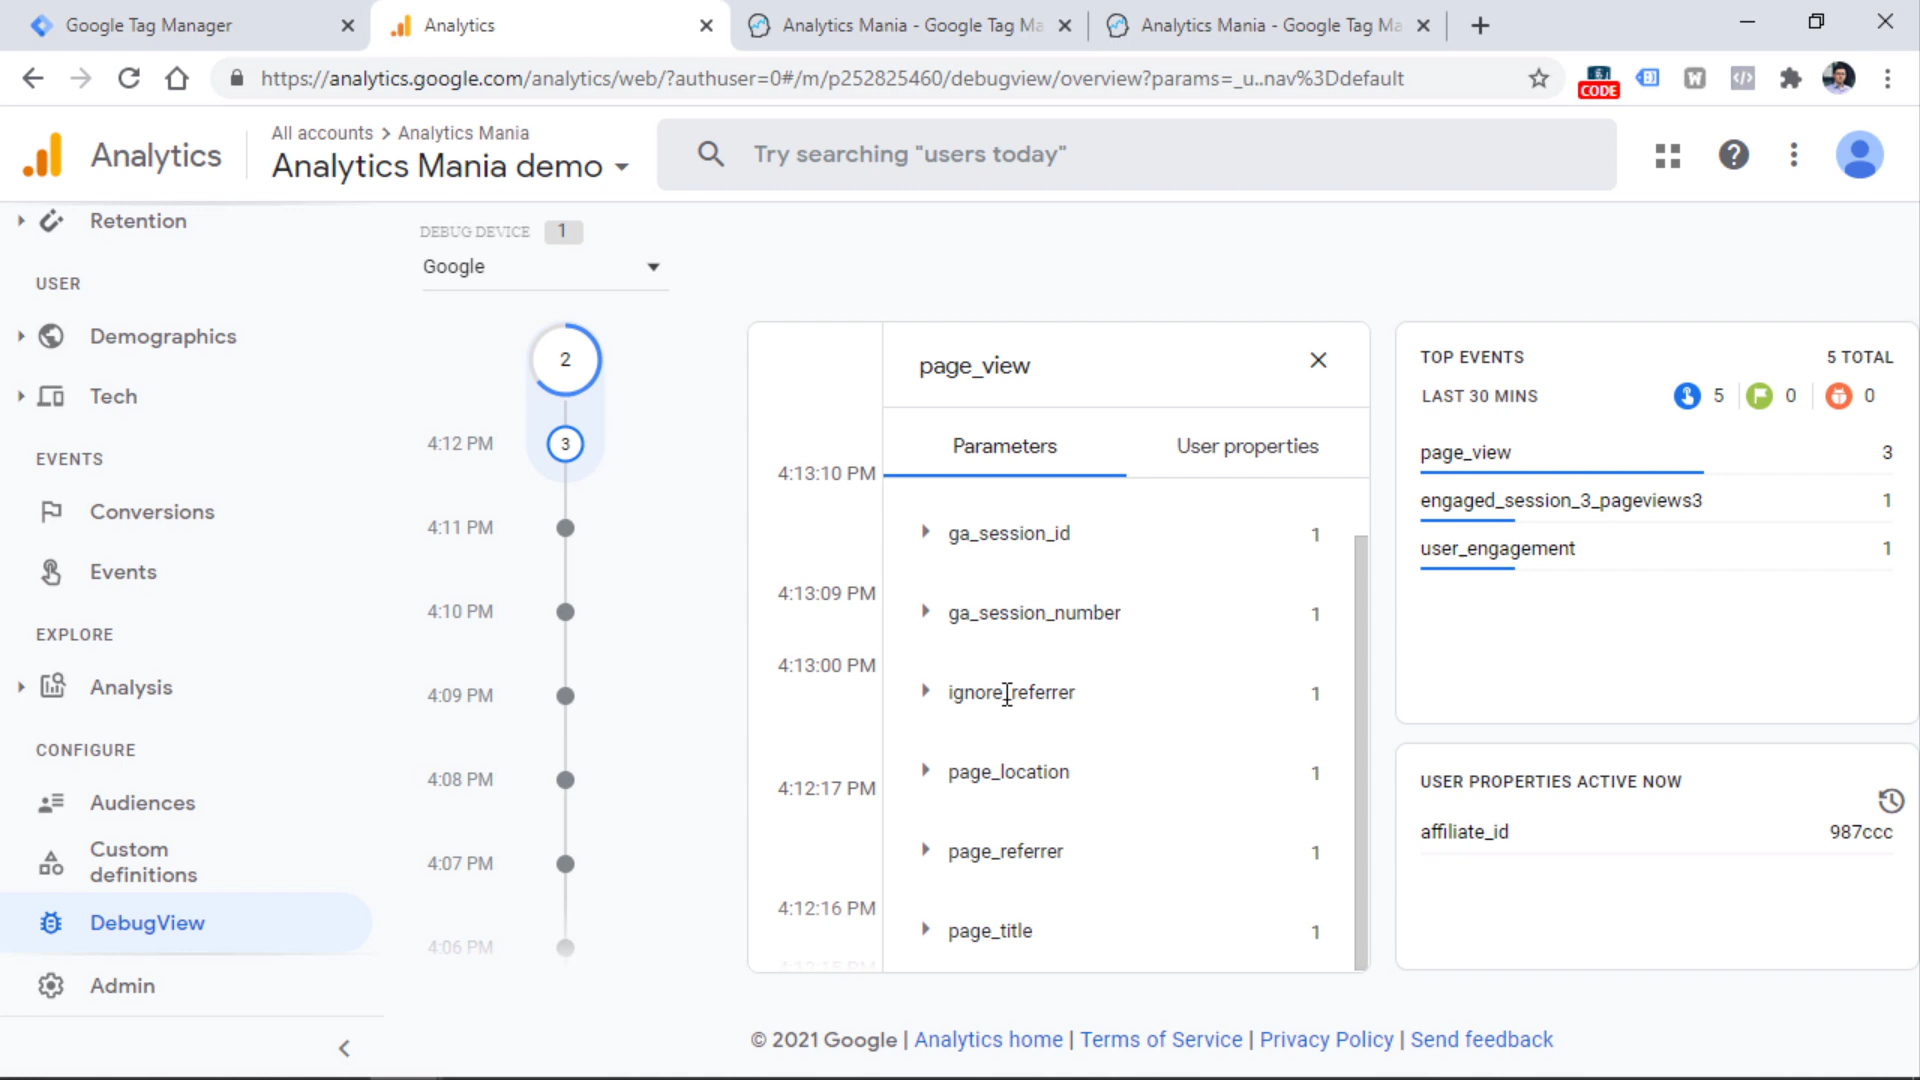 Google Tag Manager
Analytics
Analytics Mania - Google Tag Ma
Analytics Mania - Google Tag Ma
https://analytics.google.com/analytics/web/?authuser=0#/m/p252825460/debugview/overview?params=_u..nav%3Ddefault
CODE
W
Analytics
All accounts > Analytics Mania
Analytics Mania demo
Try searching "users today"
Retention
USER
Demographics
Tech
EVENTS
Conversions
Events
EXPLORE
Analysis
CONFIGURE
Audiences
Custom
definitions
DebugView
Admin
DEBUG DEVICE 1
Google
2
4:12 PM 3
4:11 PM
4:10 PM
4:09 PM
4:08 PM
4:07 PM
4:06 PM
4:13:10 PM
4:13:09 PM
4:13:00 PM
4:12:17 PM
4:12:16 PM
page_view
Parameters User properties
ga_session_id 1
ga_session_number 1
ignore_referrer 1
page_location 1
page_referrer 1
page_title 1
TOP EVENTS 5 TOTAL
LAST 30 MINS 5 0 0
page_view 3
engaged_session_3_pageviews3 1
user_engagement 1
USER PROPERTIES ACTIVE NOW
affiliate_id 987ccc
© 2021 Google | Analytics home | Terms of Service | Privacy Policy | Send feedback